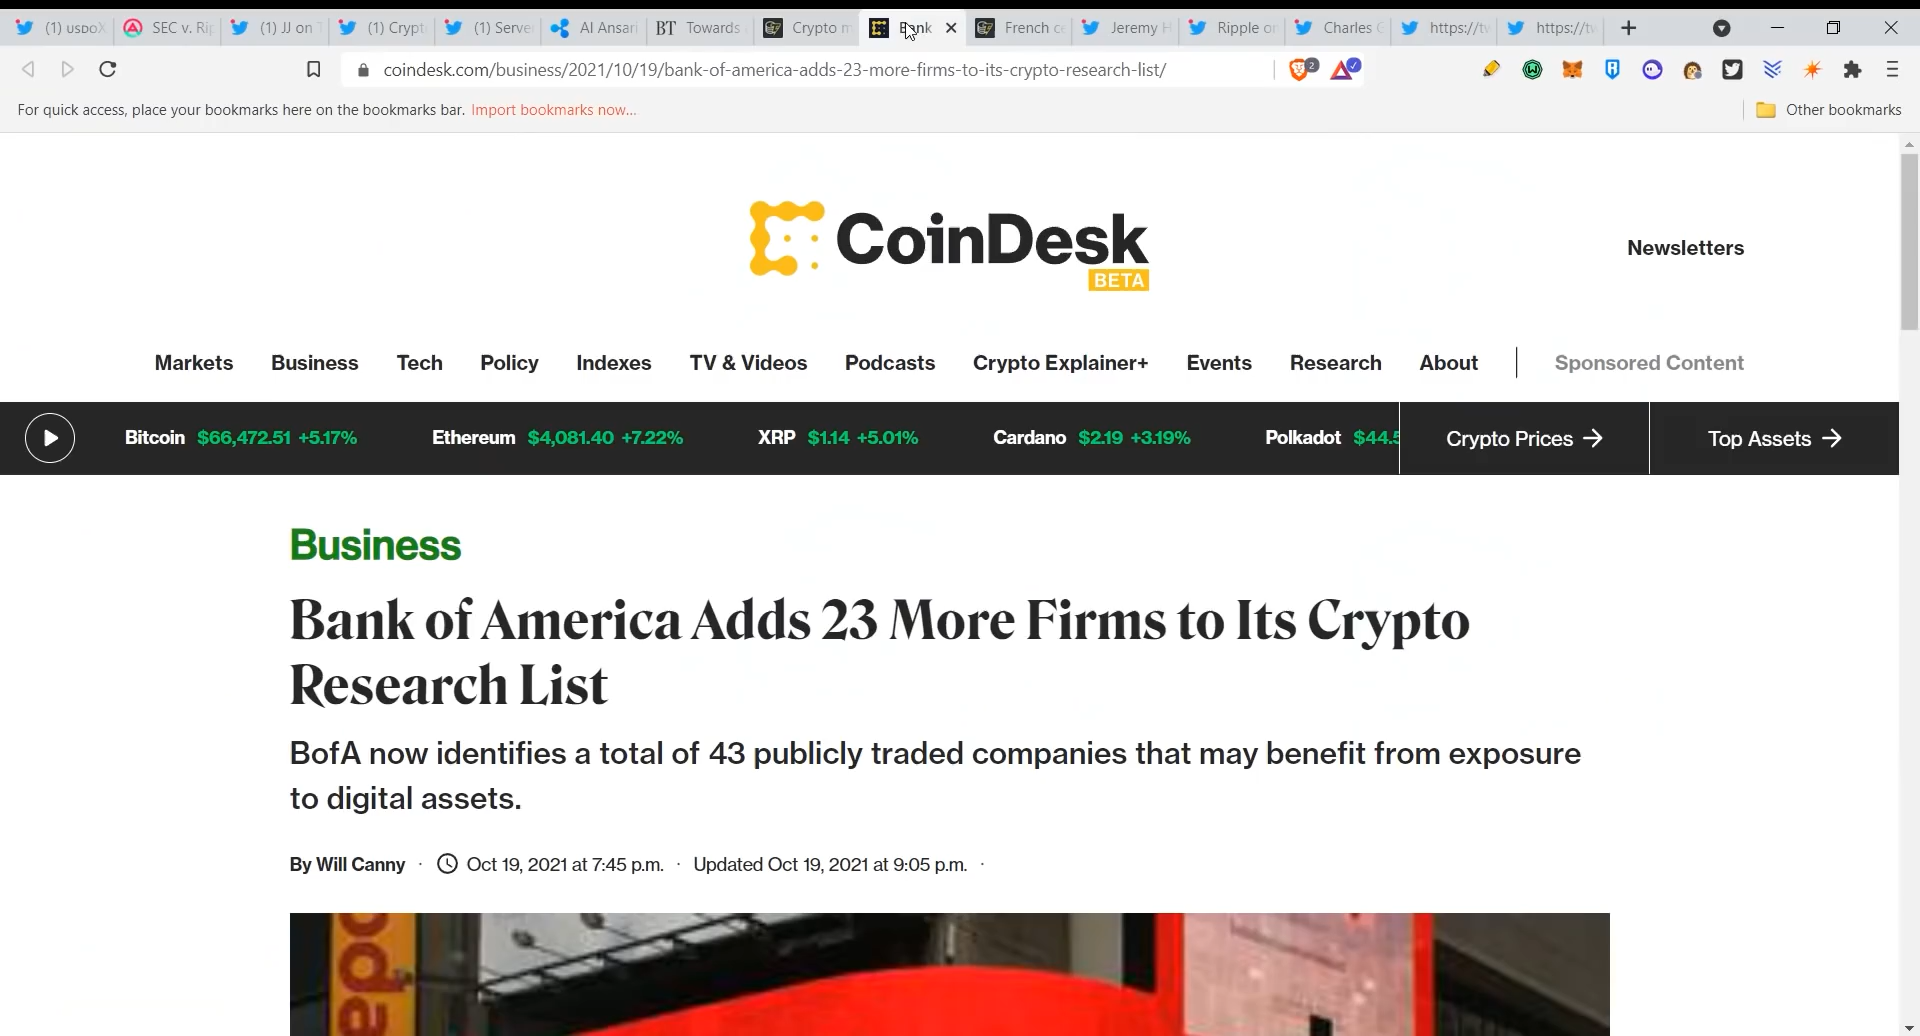 (1) usboX
SEC v. Rip
(1) JJ on T
(1) Crypt
(1) Serve
Al Ansari
BT Towards
Crypto m
Bank
French ce
Jeremy H
Ripple on
Charles G
https://tw
https://tw
coindesk.com/business/2021/10/19/bank-of-america-adds-23-more-firms-to-its-crypto-research-list/
2
For quick access, place your bookmarks here on the bookmarks bar. Import bookmarks now...
Other bookmarks
CoinDesk
BETA
Newsletters
Markets Business Tech Policy Indexes TV & Videos Podcasts Crypto Explainer+ Events Research About Sponsored Content
Bitcoin $66,472.51 +5.17% Ethereum $4,081.40 +7.22% XRP $1.14 +5.01% Cardano $2.19 +3.19% Polkadot $44.5 Crypto Prices → Top Assets →
Business
Bank of America Adds 23 More Firms to Its Crypto
Research List
BofA now identifies a total of 43 publicly traded companies that may benefit from exposure
to digital assets.
By Will Canny · Oct 19, 2021 at 7:45 p.m. · Updated Oct 19, 2021 at 9:05 p.m. ·